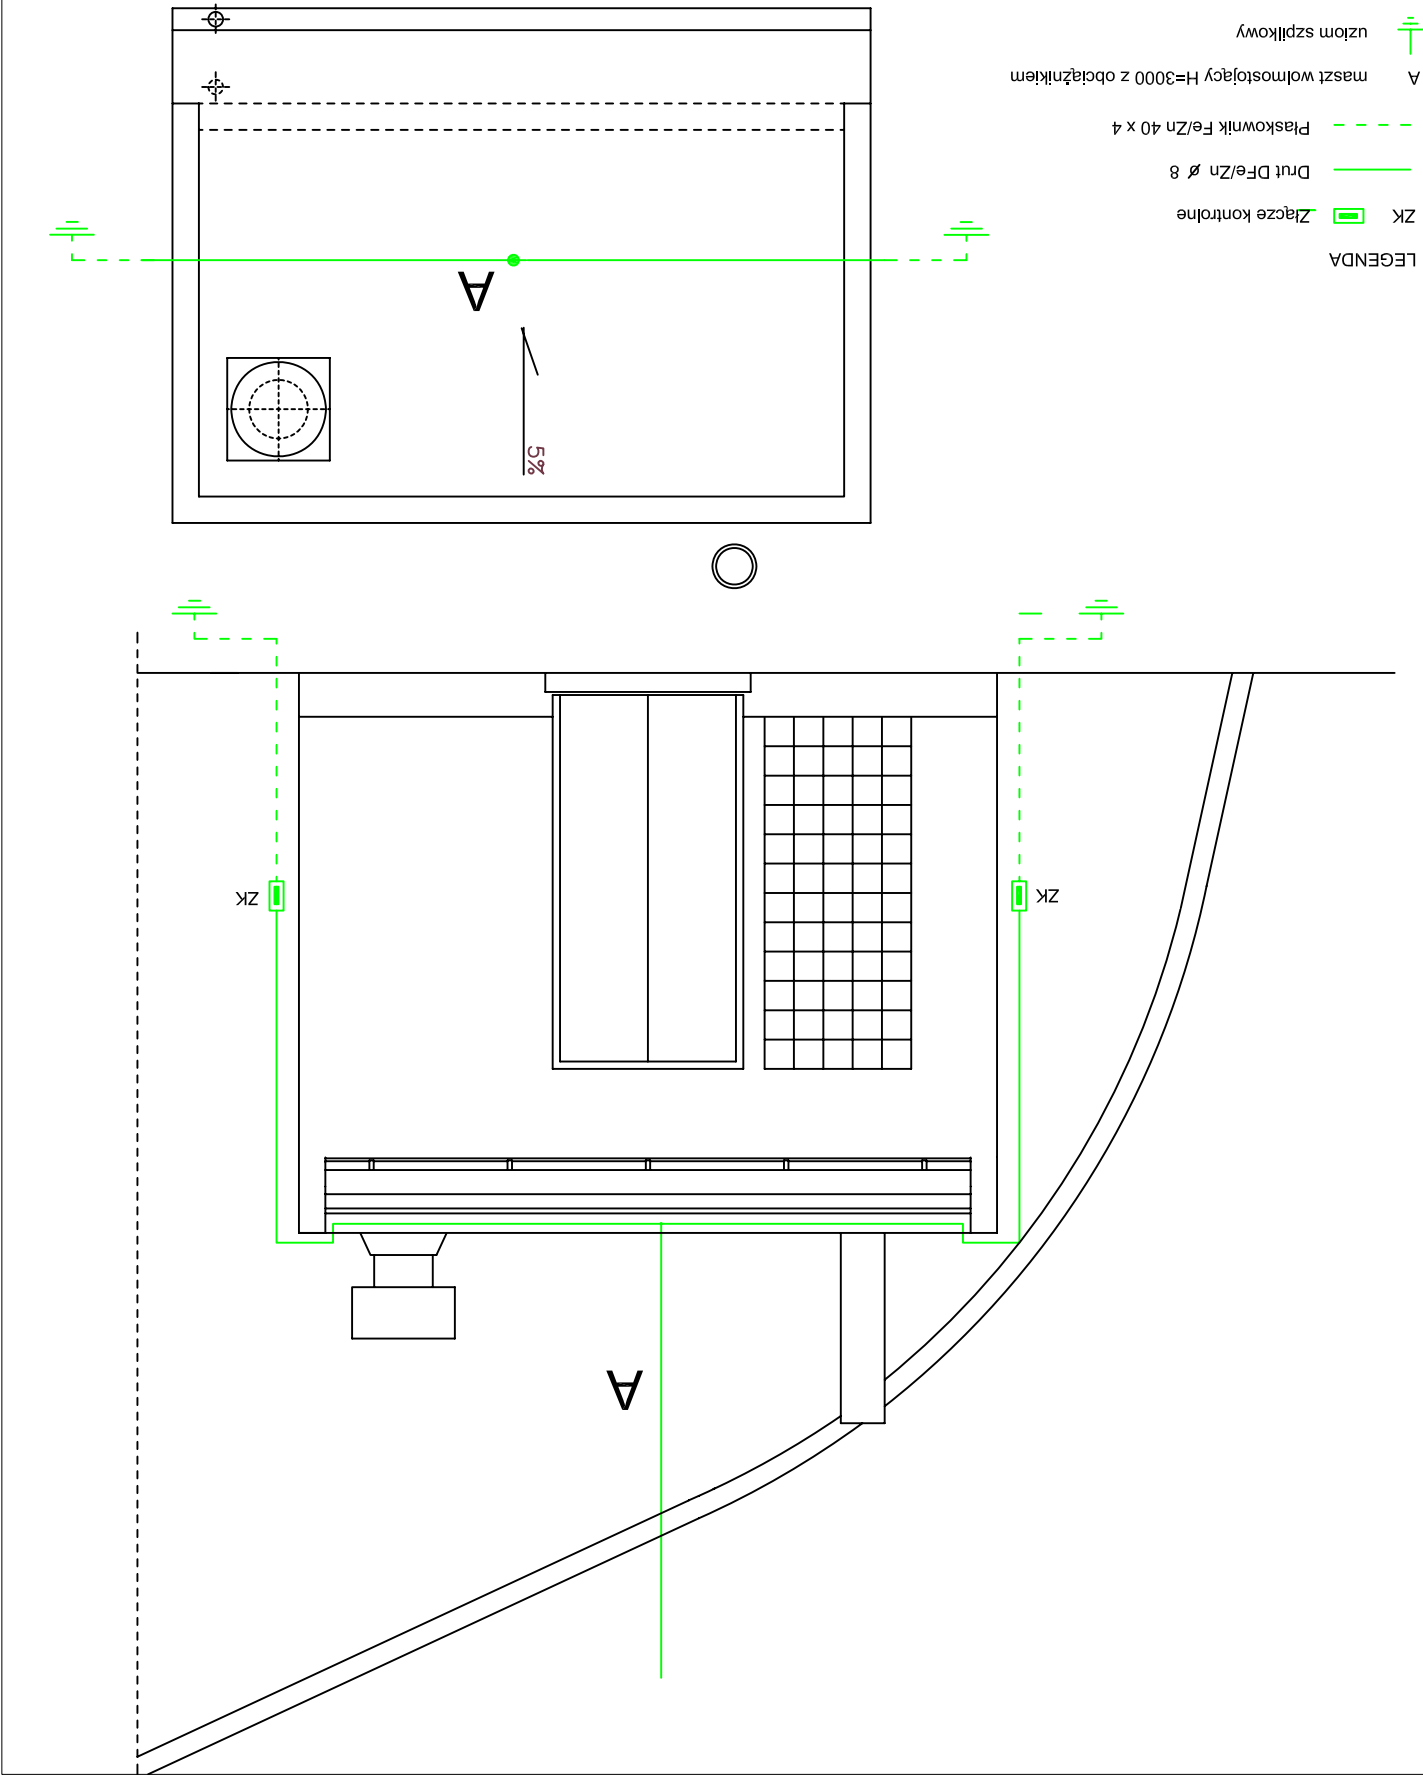 LEGENDA
ZK Złącze kontrolne
Drut DFe/Zn ø 8
Płaskownik Fe/Zn 40 x 4
A maszt wolmostojący H=3000 z obciążnikiem
uziom szpilkowy
A
ZK
ZK
5%
A